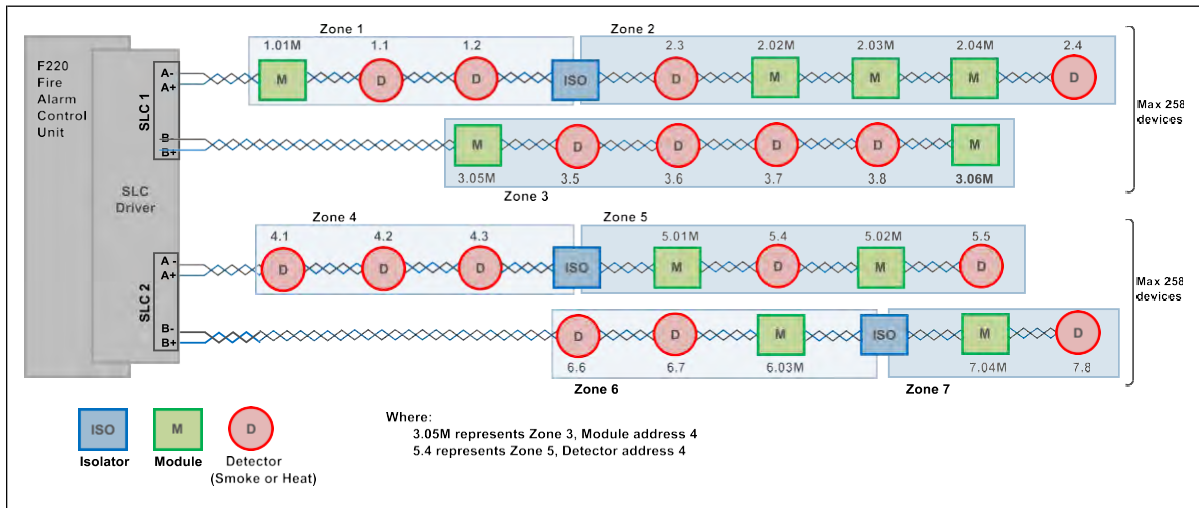 Zone 1
Zone 2
F220
Fire
Alarm
Control
Unit
SLC
Driver
SLC 1
A-
A+
B-
B+
1.01M
1.1
1.2
2.3
2.02M
2.03M
2.04M
2.4
M
D
D
ISO
D
M
M
M
D
Max 258
devices
M
D
D
D
D
M
3.05M
3.5
3.6
3.7
3.8
3.06M
Zone 3
Zone 4
Zone 5
SLC 2
A -
A+
B-
B+
4.1
4.2
4.3
5.01M
5.4
5.02M
5.5
D
D
D
ISO
M
D
M
D
Max 258
devices
D
D
M
ISO
M
D
6.6
6.7
6.03M
7.04M
7.8
Zone 6
Zone 7
ISO
M
D
Isolator
Module
Detector
(Smoke or Heat)
Where:
3.05M represents Zone 3, Module address 4
5.4 represents Zone 5, Detector address 4